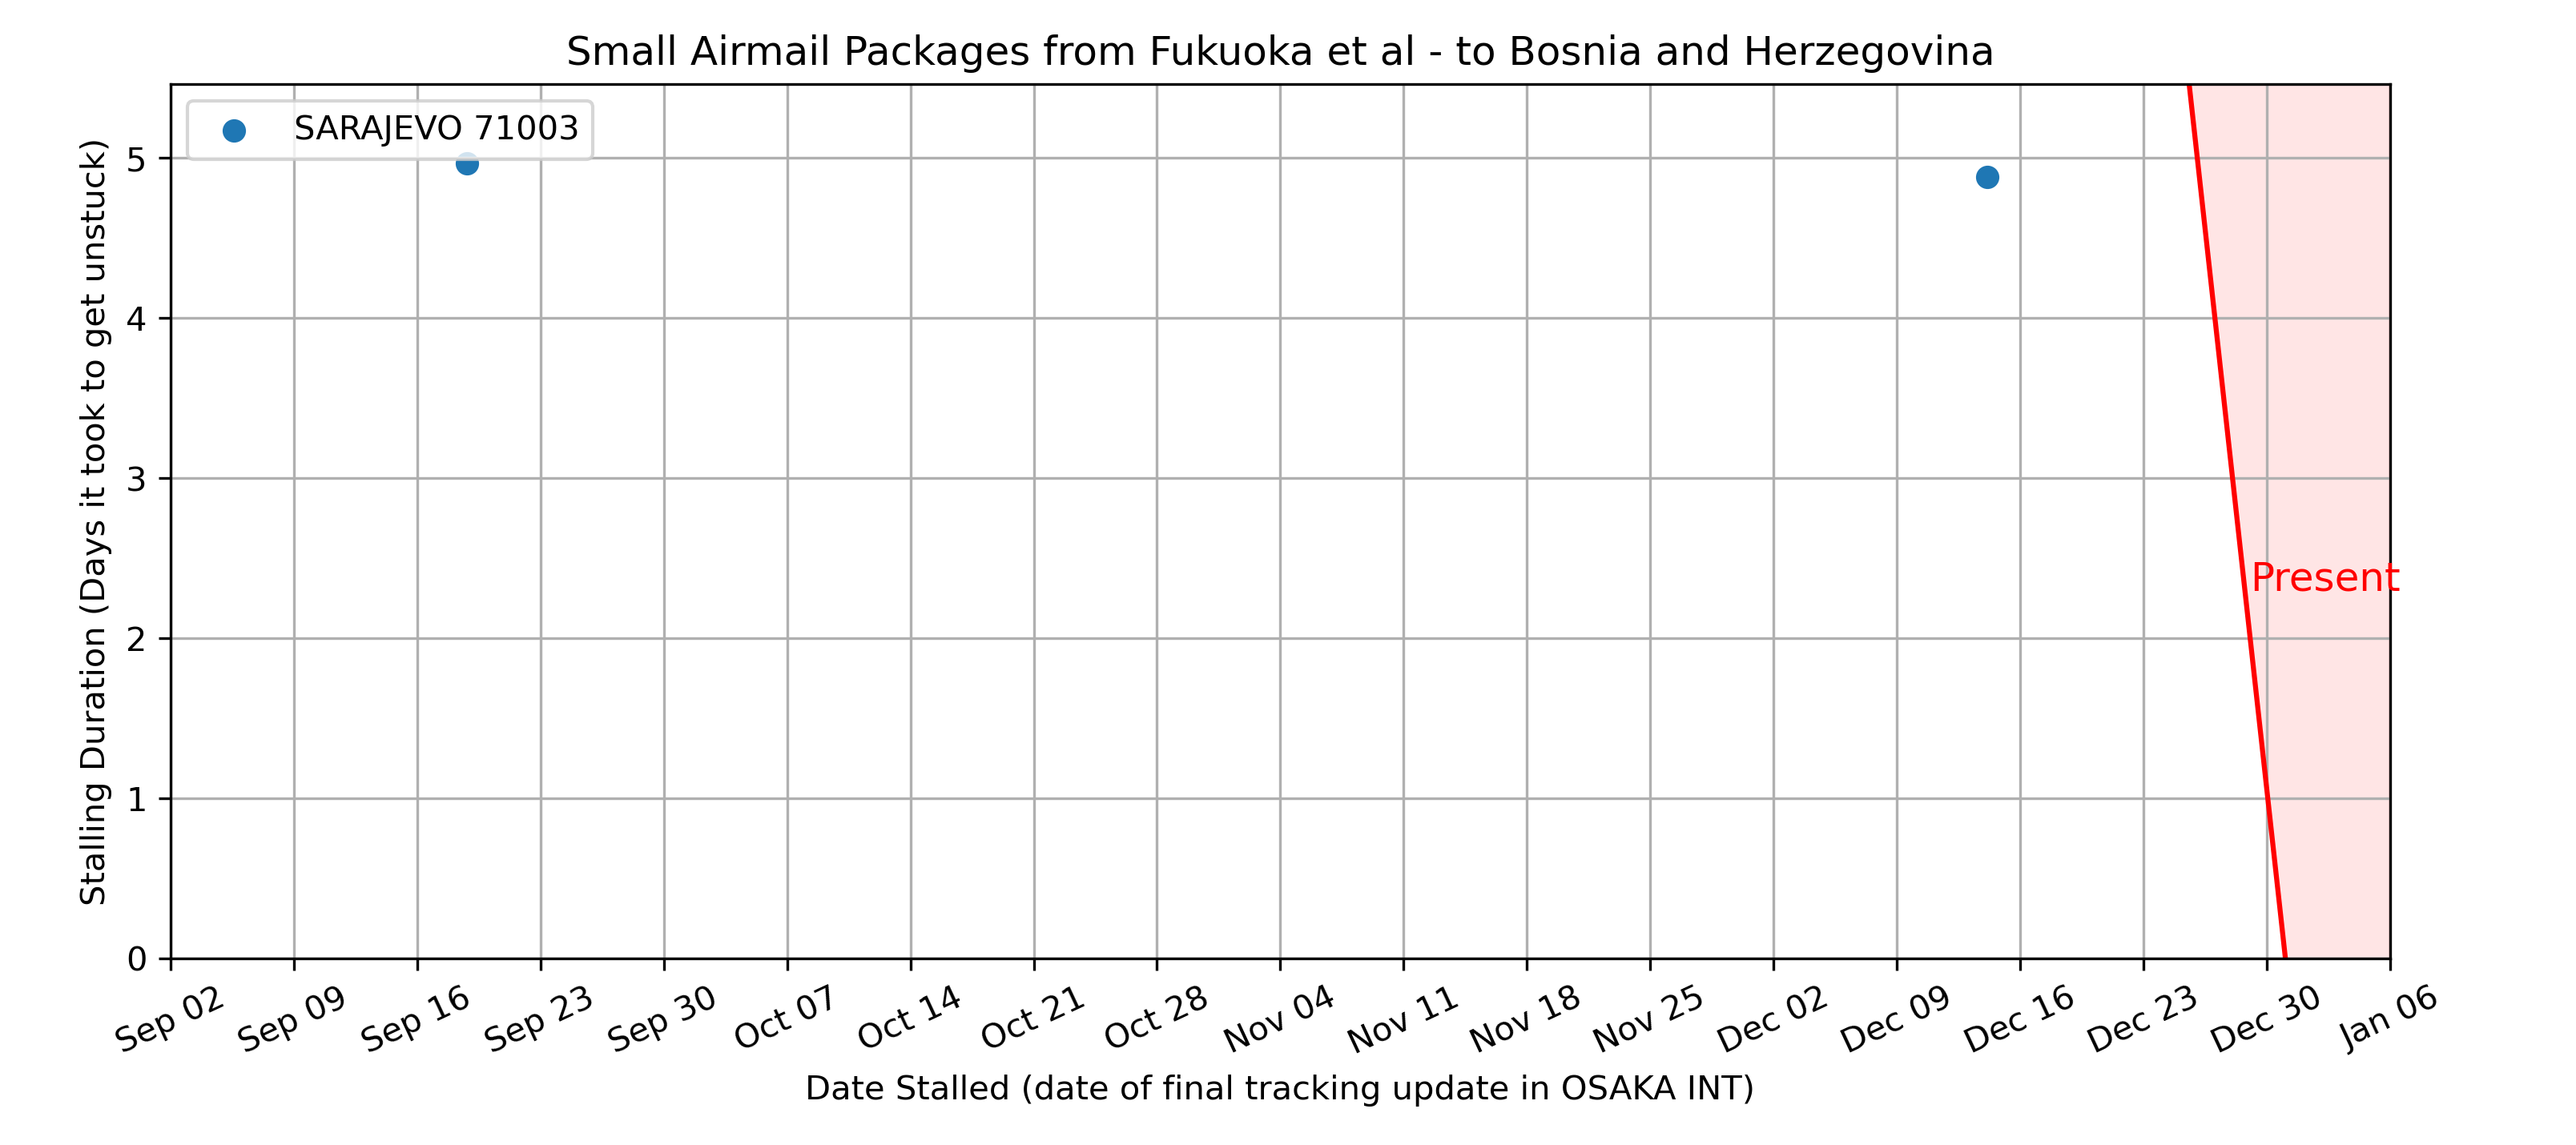 Small Airmail Packages from Fukuoka et al - to Bosnia and Herzegovina
SARAJEVO 71003
Stalling Duration (Days it took to get unstuck)
5
4
3
2
1
0
Present
Sep 02 Sep 09 Sep 16 Sep 23 Sep 30 Oct 07 Oct 14 Oct 21 Oct 28 Nov 04 Nov 11 Nov 18 Nov 25 Dec 02 Dec 09 Dec 16 Dec 23 Dec 30 Jan 06
Date Stalled (date of final tracking update in OSAKA INT)